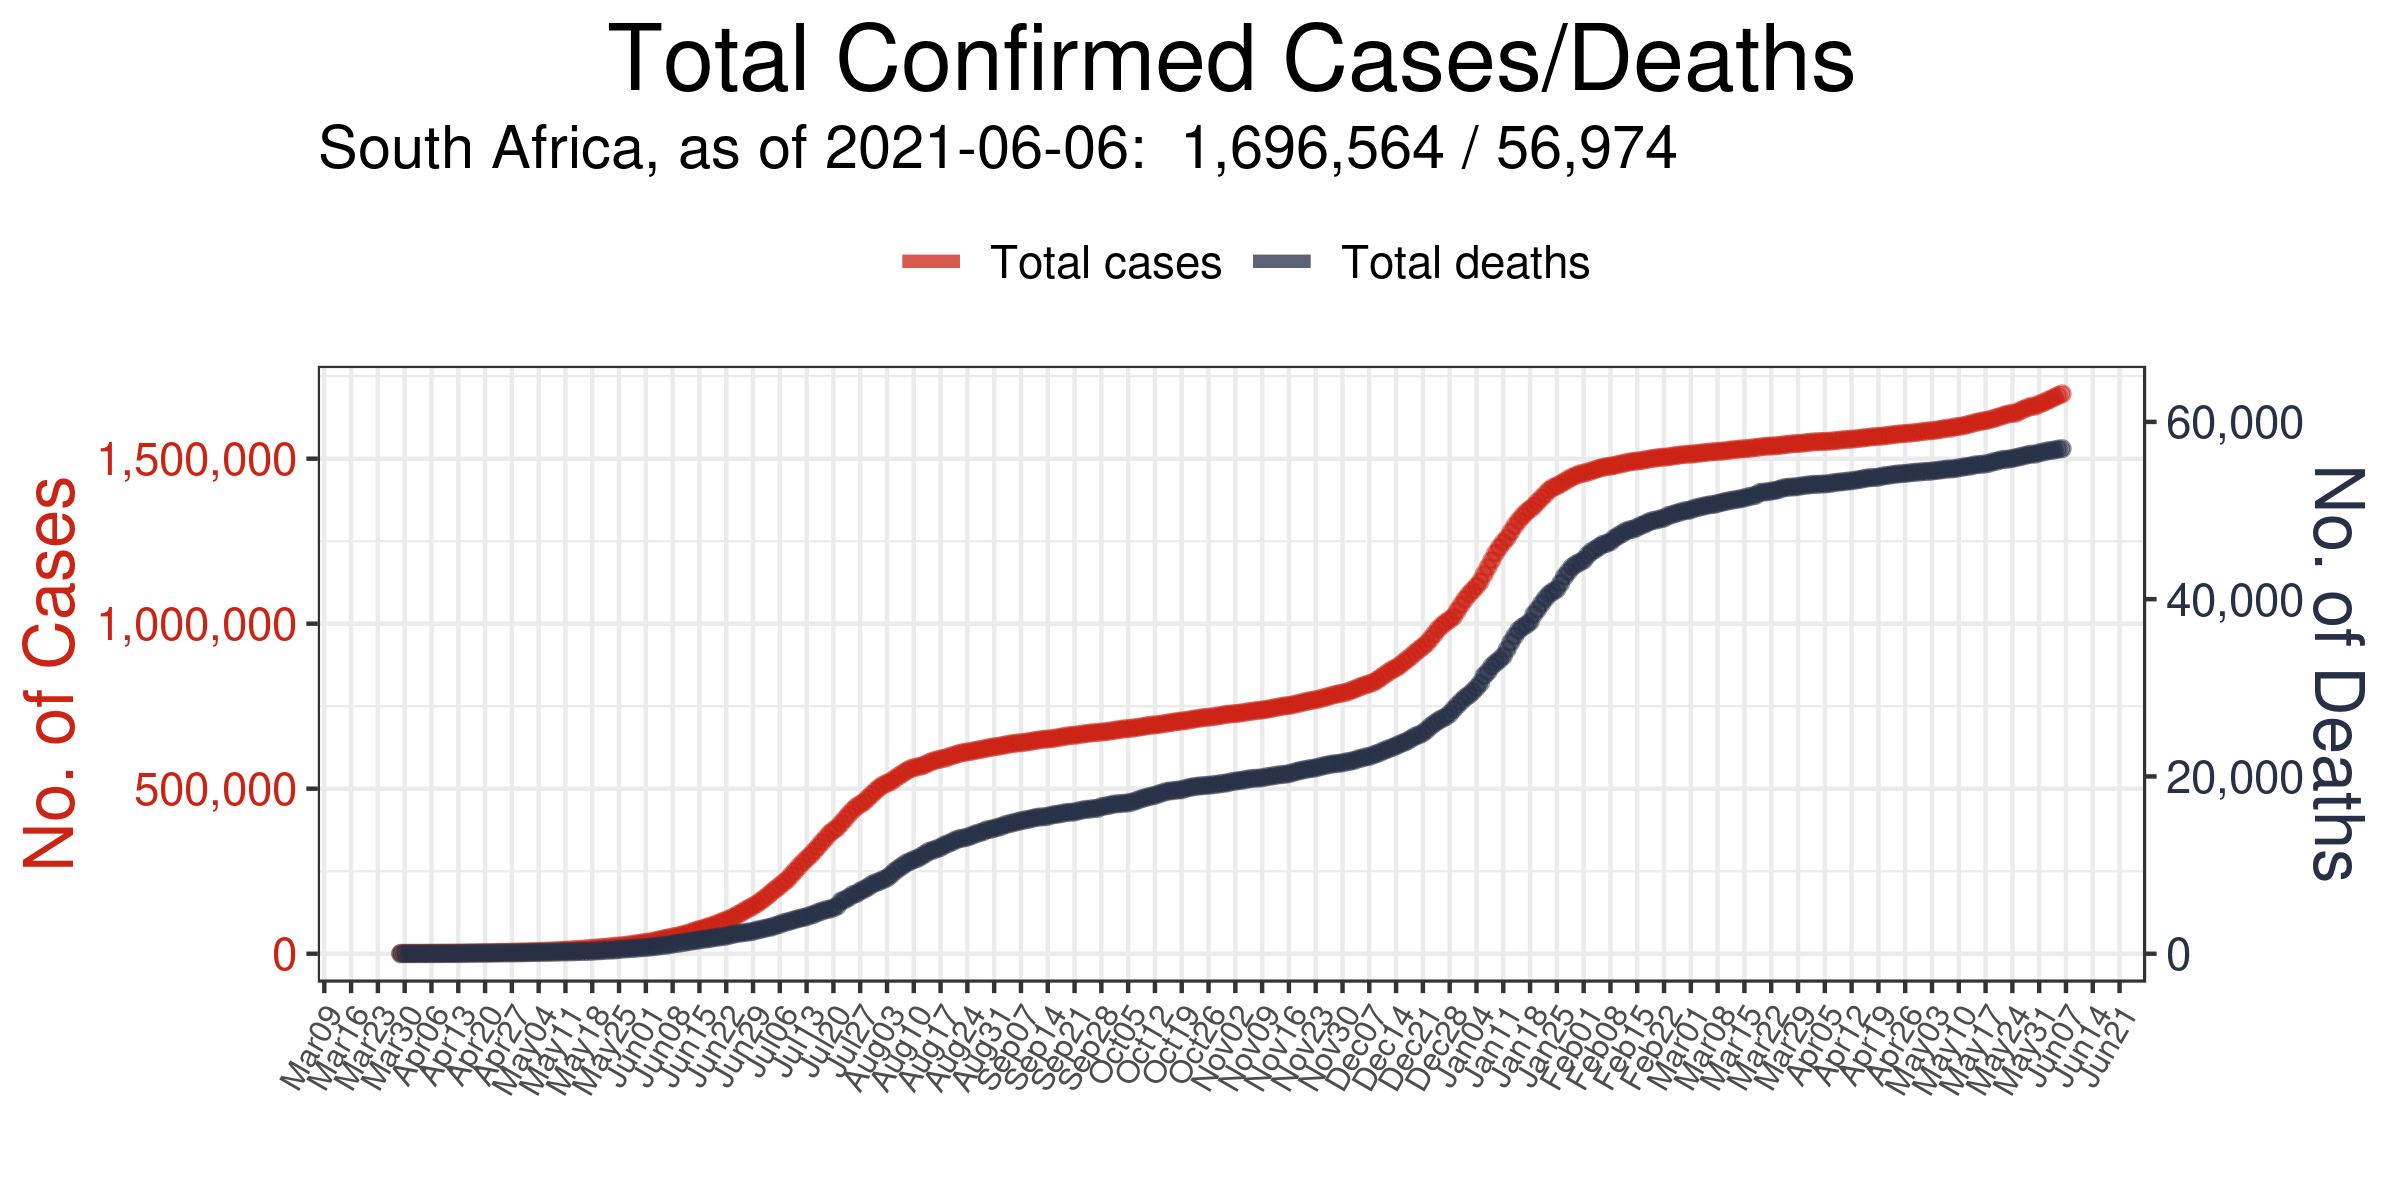 Total Confirmed Cases/Deaths
South Africa, as of 2021-06-06:  1,696,564 / 56,974
Total cases
Total deaths
No. of Cases
1,500,000
1,000,000
500,000
0
60,000
40,000
20,000
0
No. of Deaths
Mar09
Mar16
Mar23
Mar30
Apr06
Apr13
Apr20
Apr27
May04
May11
May18
May25
Jun01
Jun08
Jun15
Jun22
Jun29
Jul06
Jul13
Jul20
Jul27
Aug03
Aug10
Aug17
Aug24
Aug31
Sep07
Sep14
Sep21
Sep28
Oct05
Oct12
Oct19
Oct26
Nov02
Nov09
Nov16
Nov23
Nov30
Dec07
Dec14
Dec21
Dec28
Jan04
Jan11
Jan18
Jan25
Feb01
Feb08
Feb15
Feb22
Mar01
Mar08
Mar15
Mar22
Mar29
Apr05
Apr12
Apr19
Apr26
May03
May10
May17
May24
May31
Jun07
Jun14
Jun21